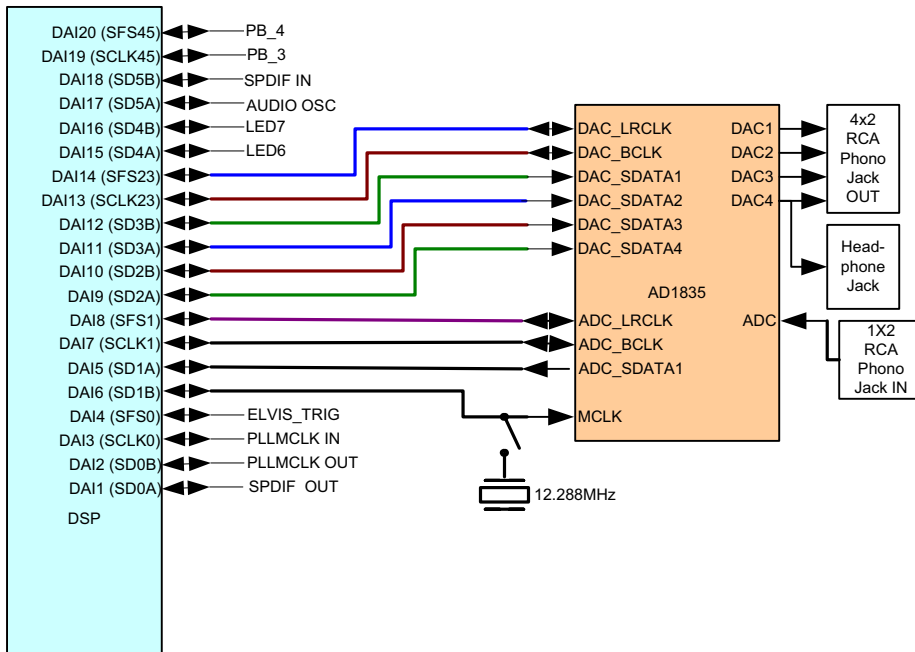 DAI20 (SFS45)
PB_4
DAI19 (SCLK45)
PB_3
DAI18 (SD5B)
SPDIF IN
DAI17 (SD5A)
AUDIO OSC
DAI16 (SD4B)
LED7
DAI15 (SD4A)
LED6
DAI14 (SFS23)
DAI13 (SCLK23)
DAI12 (SD3B)
DAI11 (SD3A)
DAI10 (SD2B)
DAI9 (SD2A)
DAI8 (SFS1)
DAI7 (SCLK1)
DAI5 (SD1A)
DAI6 (SD1B)
DAI4 (SFS0)
ELVIS_TRIG
DAI3 (SCLK0)
PLLMCLK IN
DAI2 (SD0B)
PLLMCLK OUT
DAI1 (SD0A)
SPDIF OUT
DSP
DAC_LRCLK
DAC_BCLK
DAC_SDATA1
DAC_SDATA2
DAC_SDATA3
DAC_SDATA4
AD1835
ADC_LRCLK
ADC_BCLK
ADC_SDATA1
MCLK
DAC1
DAC2
DAC3
DAC4
ADC
12.288MHz
4x2
RCA
Phono
Jack
OUT
Head-
phone
Jack
1X2
RCA
Phono
Jack IN